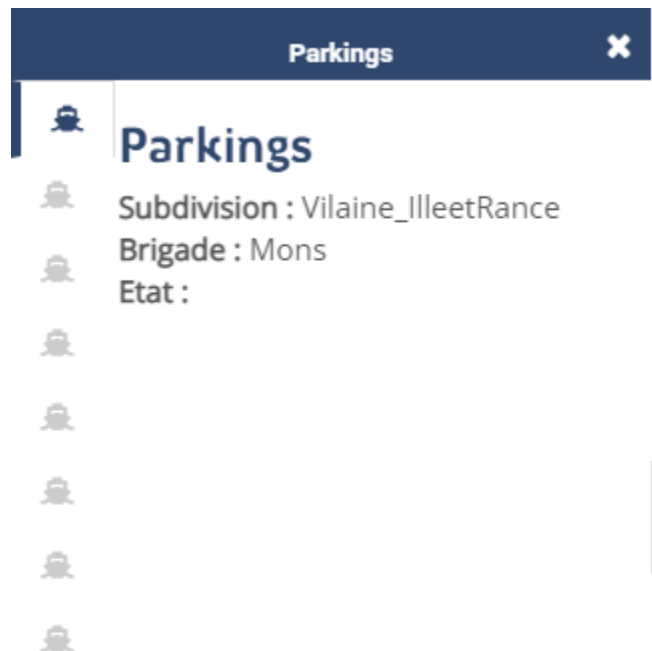 Parkings
Parkings
Subdivision : Vilaine_IlleetRance
Brigade : Mons
Etat :